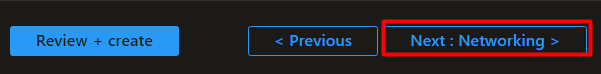 Review + create < Previous Next : Networking >